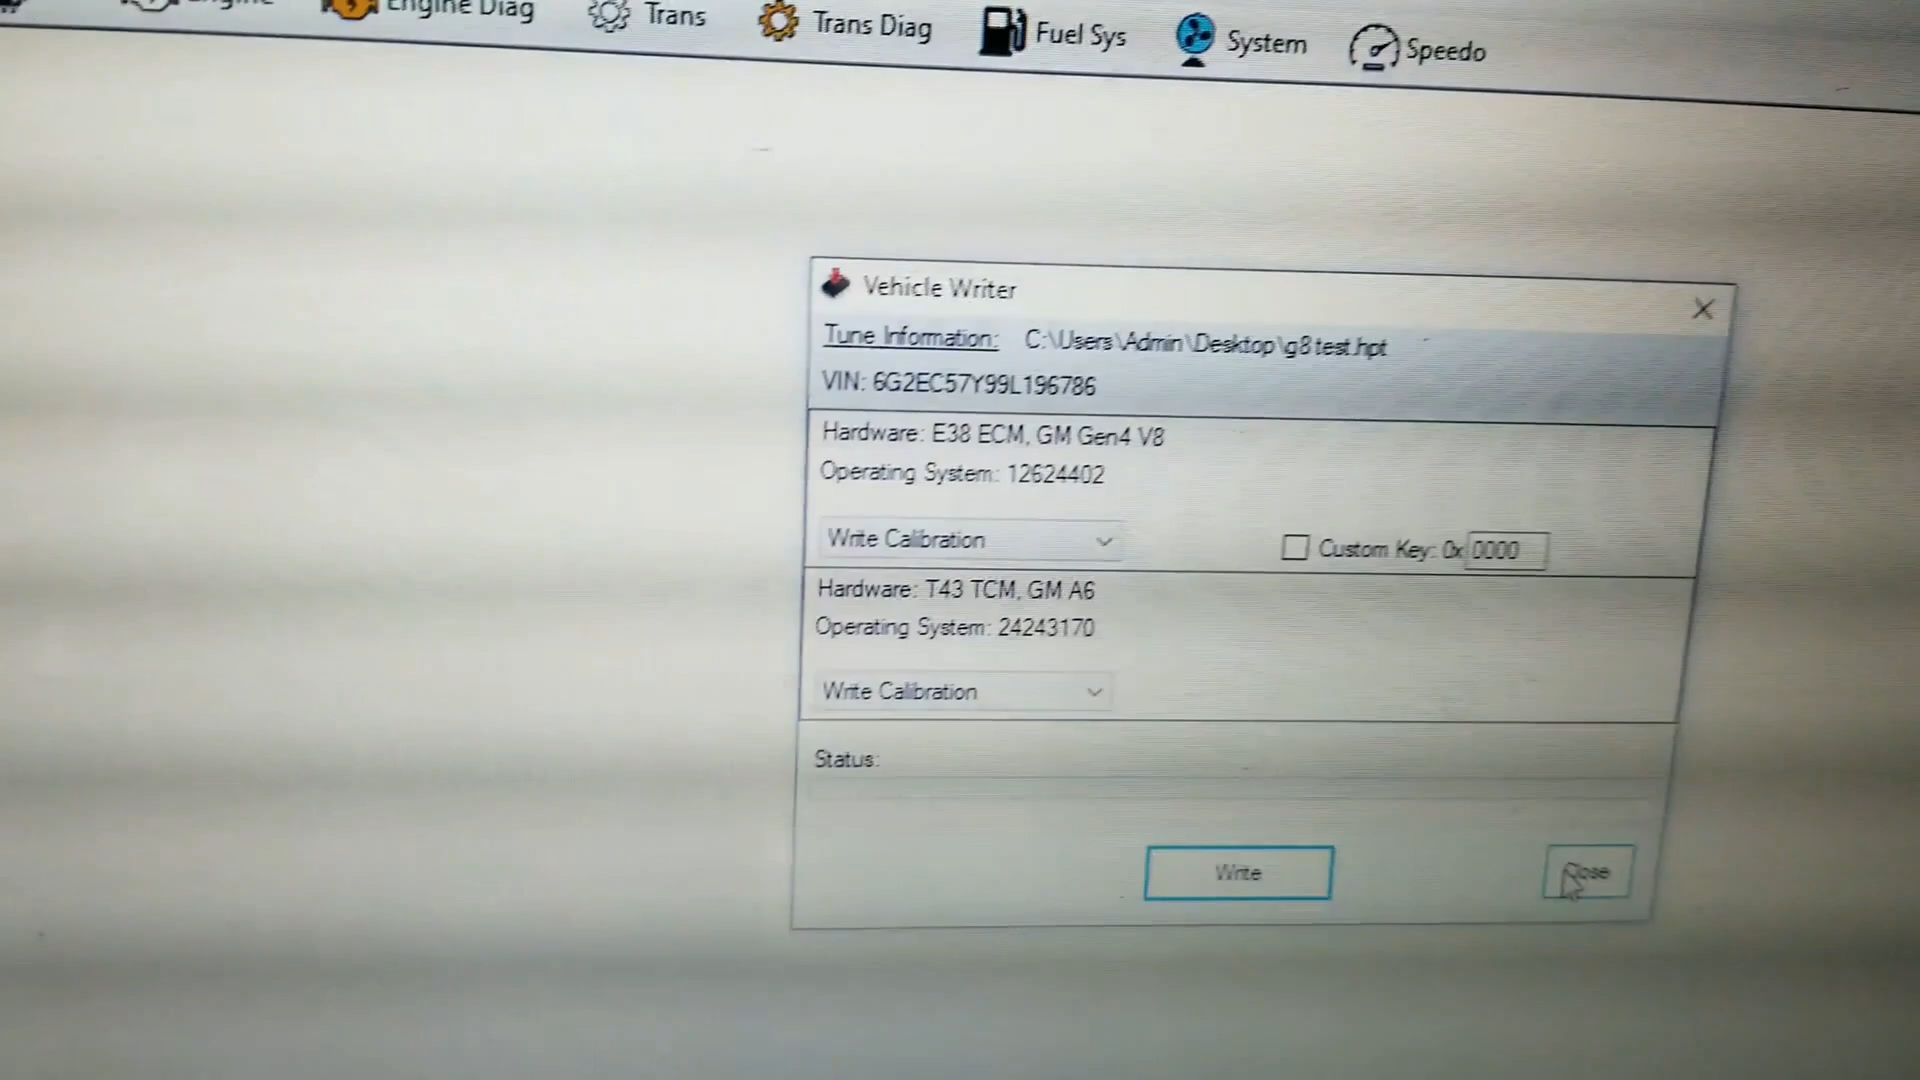 Engine
Engine Diag
Trans
Trans Diag
Fuel Sys
System
Speedo
Vehicle Writer
Tune Information: C:\Users\Admin\Desktop\g8 test.hpt
VIN: 6G2EC57Y99L196786
Hardware: E38 ECM, GM Gen4 V8
Operating System: 12624402
Write Calibration
Custom Key: 0x 0000
Hardware: T43 TCM, GM A6
Operating System: 24243170
Write Calibration
Status:
Write
Close